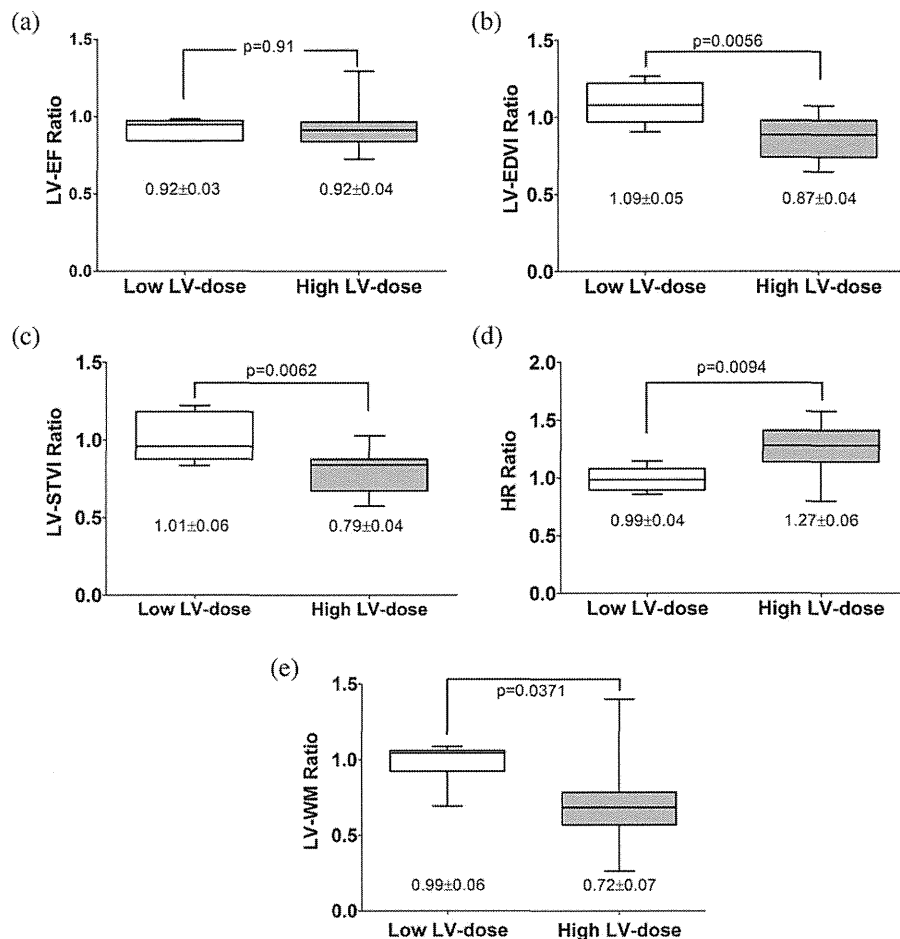 (a)
1.5
1.0
0.5
0.0
LV-EF Ratio
p=0.91
0.92±0.03
0.92±0.04
Low LV-dose
High LV-dose
(b)
1.5
1.0
0.5
0.0
LV-EDVI Ratio
p=0.0056
1.09±0.05
0.87±0.04
Low LV-dose
High LV-dose
(c)
1.5
1.0
0.5
0.0
LV-STVI Ratio
p=0.0062
1.01±0.06
0.79±0.04
Low LV-dose
High LV-dose
(d)
2.0
1.5
1.0
0.5
0.0
HR Ratio
p=0.0094
0.99±0.04
1.27±0.06
Low LV-dose
High LV-dose
(e)
1.5
1.0
0.5
0.0
LV-WM Ratio
p=0.0371
0.99±0.06
0.72±0.07
Low LV-dose
High LV-dose